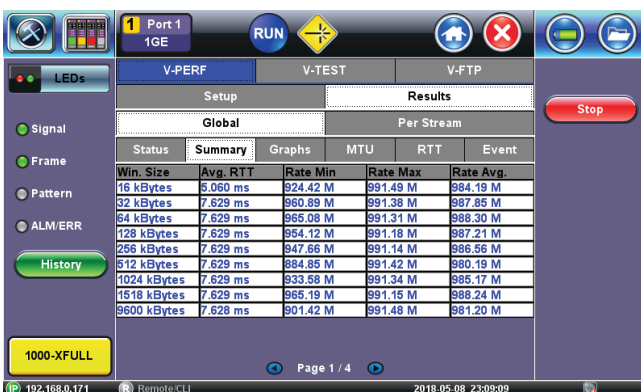 1 Port 1
1GE
RUN
LEDs
V-PERF V-TEST V-FTP
Setup Results
Stop
Global Per Stream
Signal
Status Summary Graphs MTU RTT Event
Frame
Win. Size Avg. RTT Rate Min Rate Max Rate Avg.
16 kBytes 5.060 ms 924.42 M 991.49 M 984.19 M
32 kBytes 7.629 ms 960.89 M 991.38 M 987.85 M
Pattern
64 kBytes 7.629 ms 965.08 M 991.31 M 988.30 M
128 kBytes 7.629 ms 954.12 M 991.18 M 987.21 M
ALM/ERR
256 kBytes 7.629 ms 947.66 M 991.14 M 986.56 M
History
512 kBytes 7.629 ms 884.85 M 991.42 M 980.19 M
1024 kBytes 7.629 ms 933.58 M 991.34 M 985.17 M
1518 kBytes 7.629 ms 965.19 M 991.15 M 988.24 M
9600 kBytes 7.628 ms 901.42 M 991.48 M 981.20 M
1000-XFULL
Page 1 / 4
IP 192.168.0.171 R Remote/CLI 2018-05-08 23:09:09